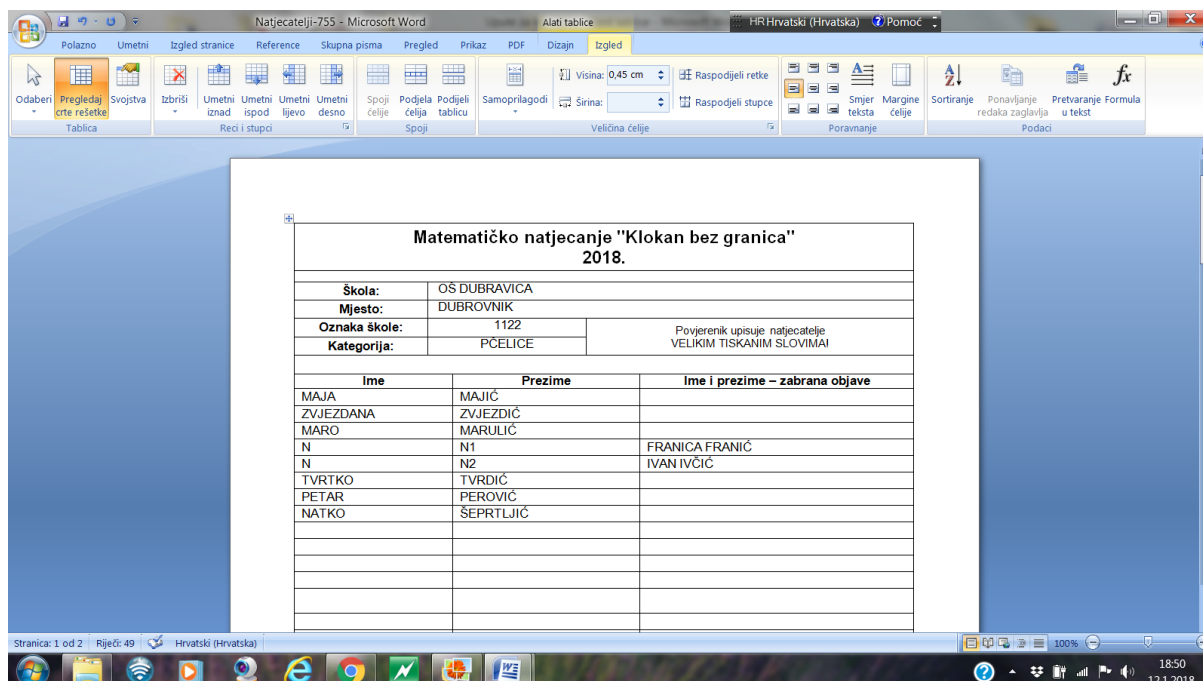 Natjecatelji-755 - Microsoft Word
Alati tablice
HR Hrvatski (Hrvatska)
Pomoć
Polazno Umetni Izgled stranice Reference Skupna pisma Pregled Prikaz PDF Dizajn Izgled
Odaberi
Pregledaj crte rešetke
Svojstva
Tablica
Izbriši
Umetni iznad
Umetni ispod
Umetni lijevo
Umetni desno
Reci i stupci
Spoji ćelije
Podjela ćelija
Podijeli tablicu
Spoji
Samoprilagodi
Visina: 0,45 cm
Širina:
Raspodijeli retke
Raspodijeli stupce
Veličina ćelije
Smjer teksta
Margine ćelije
Poravnanje
Sortiranje
Ponavljanje redaka zaglavlja
Pretvaranje u tekst
Formula
Podaci
Matematičko natjecanje "Klokan bez granica"
2018.
Škola: OŠ DUBRAVICA
Mjesto: DUBROVNIK
Oznaka škole: 1122
Kategorija: PČELICE
Povjerenik upisuje natjecatelje
VELIKIM TISKANIM SLOVIMA!
Ime Prezime Ime i prezime – zabrana objave
MAJA MAJIĆ
ZVJEZDANA ZVJEZDIĆ
MARO MARULIĆ
N N1 FRANICA FRANIĆ
N N2 IVAN IVČIĆ
TVRTKO TVRDIĆ
PETAR PEROVIĆ
NATKO ŠEPRTLJIĆ
Stranica: 1 od 2 Riječi: 49 Hrvatski (Hrvatska) 100%
18:50
12.1.2018